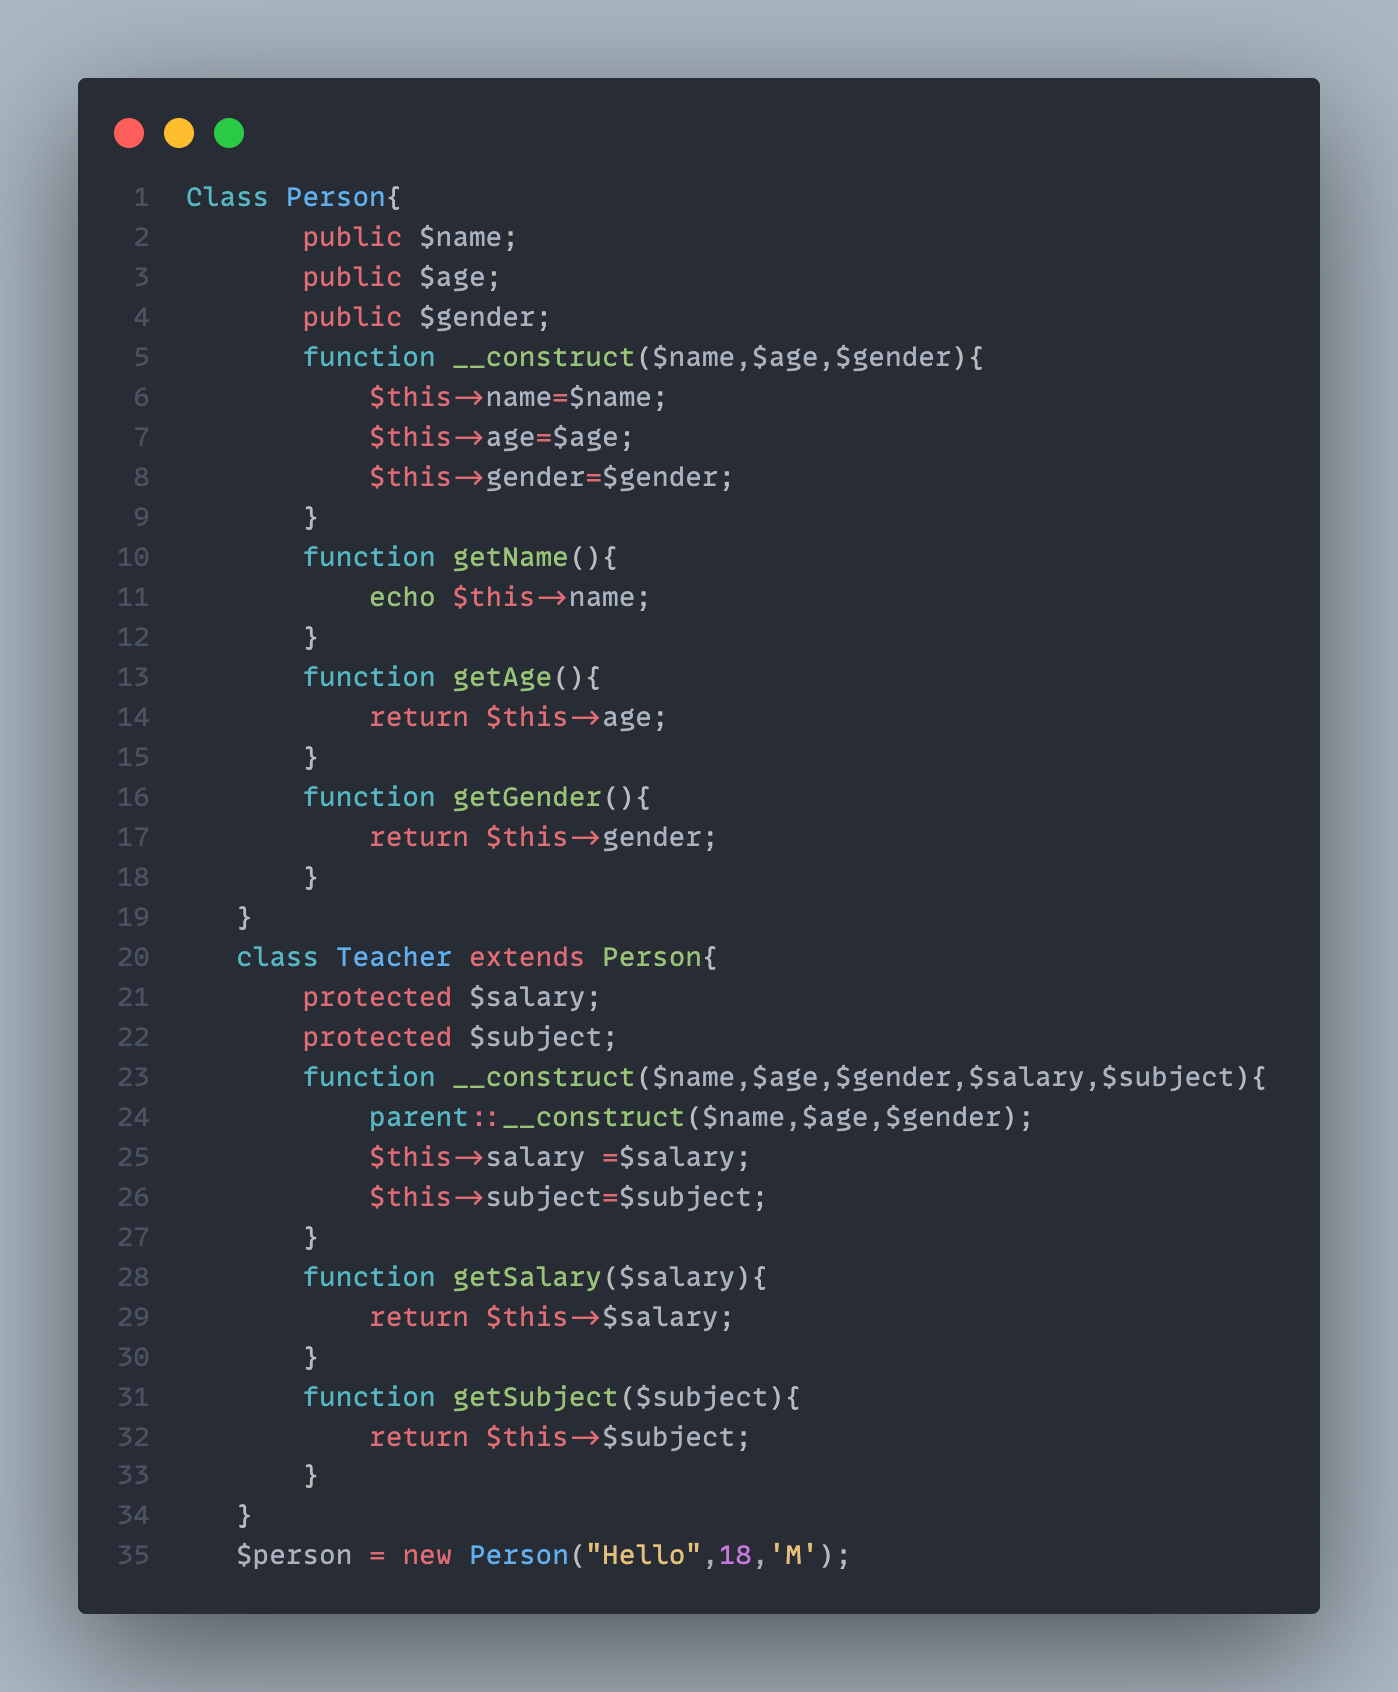 1 Class Person{
2 public $name;
3 public $age;
4 public $gender;
5 function __construct($name,$age,$gender){
6 $this->name=$name;
7 $this->age=$age;
8 $this->gender=$gender;
9 }
10 function getName(){
11 echo $this->name;
12 }
13 function getAge(){
14 return $this->age;
15 }
16 function getGender(){
17 return $this->gender;
18 }
19 }
20 class Teacher extends Person{
21 protected $salary;
22 protected $subject;
23 function __construct($name,$age,$gender,$salary,$subject){
24 parent::__construct($name,$age,$gender);
25 $this->salary =$salary;
26 $this->subject=$subject;
27 }
28 function getSalary($salary){
29 return $this->$salary;
30 }
31 function getSubject($subject){
32 return $this->$subject;
33 }
34 }
35 $person = new Person("Hello",18,'M');